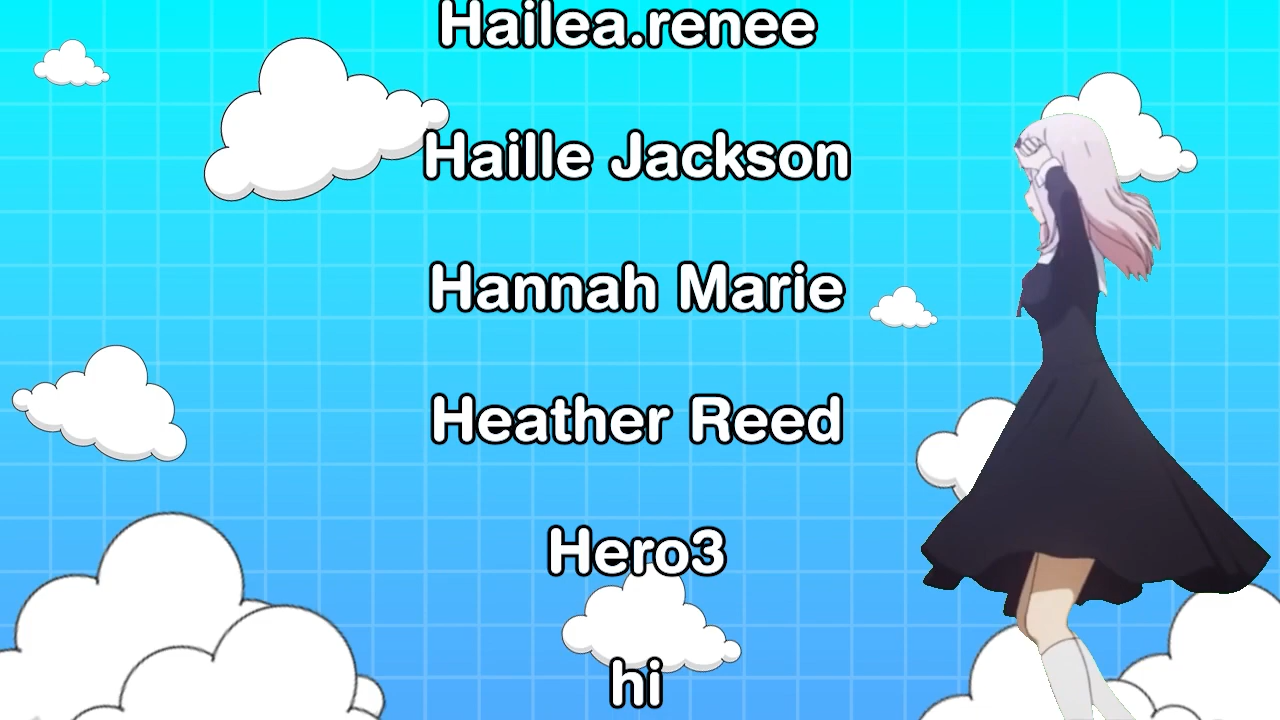 Hailea.renee
Haille Jackson
Hannah Marie
Heather Reed
Hero3
hi